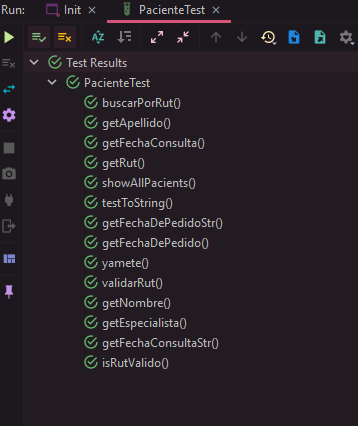 Run: Init × PacienteTest ×
Test Results
PacienteTest
buscarPorRut()
getApellido()
getFechaConsulta()
getRut()
showAllPacients()
testToString()
getFechaDePedidoStr()
getFechaDePedido()
yamete()
validarRut()
getNombre()
getEspecialista()
getFechaConsultaStr()
isRutValido()